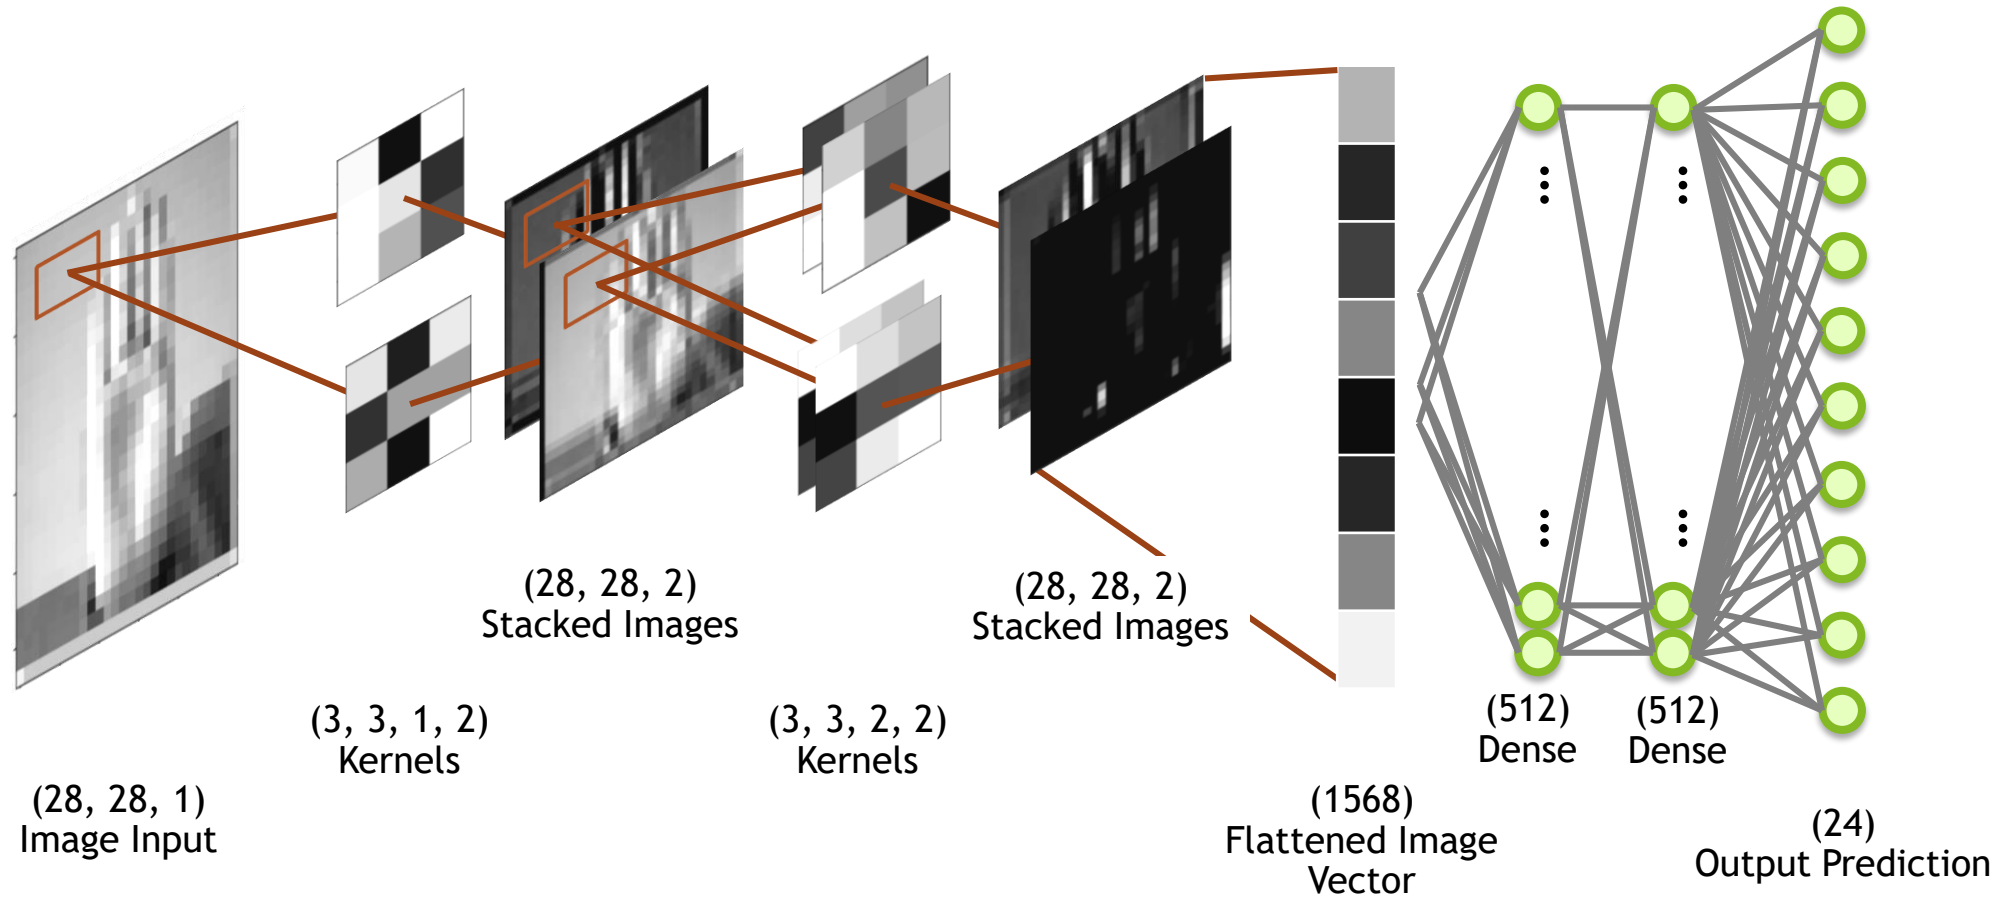 (28, 28, 1)
Image Input
(3, 3, 1, 2)
Kernels
(28, 28, 2)
Stacked Images
(3, 3, 2, 2)
Kernels
(28, 28, 2)
Stacked Images
(1568)
Flattened Image
Vector
(512)
Dense
(512)
Dense
(24)
Output Prediction